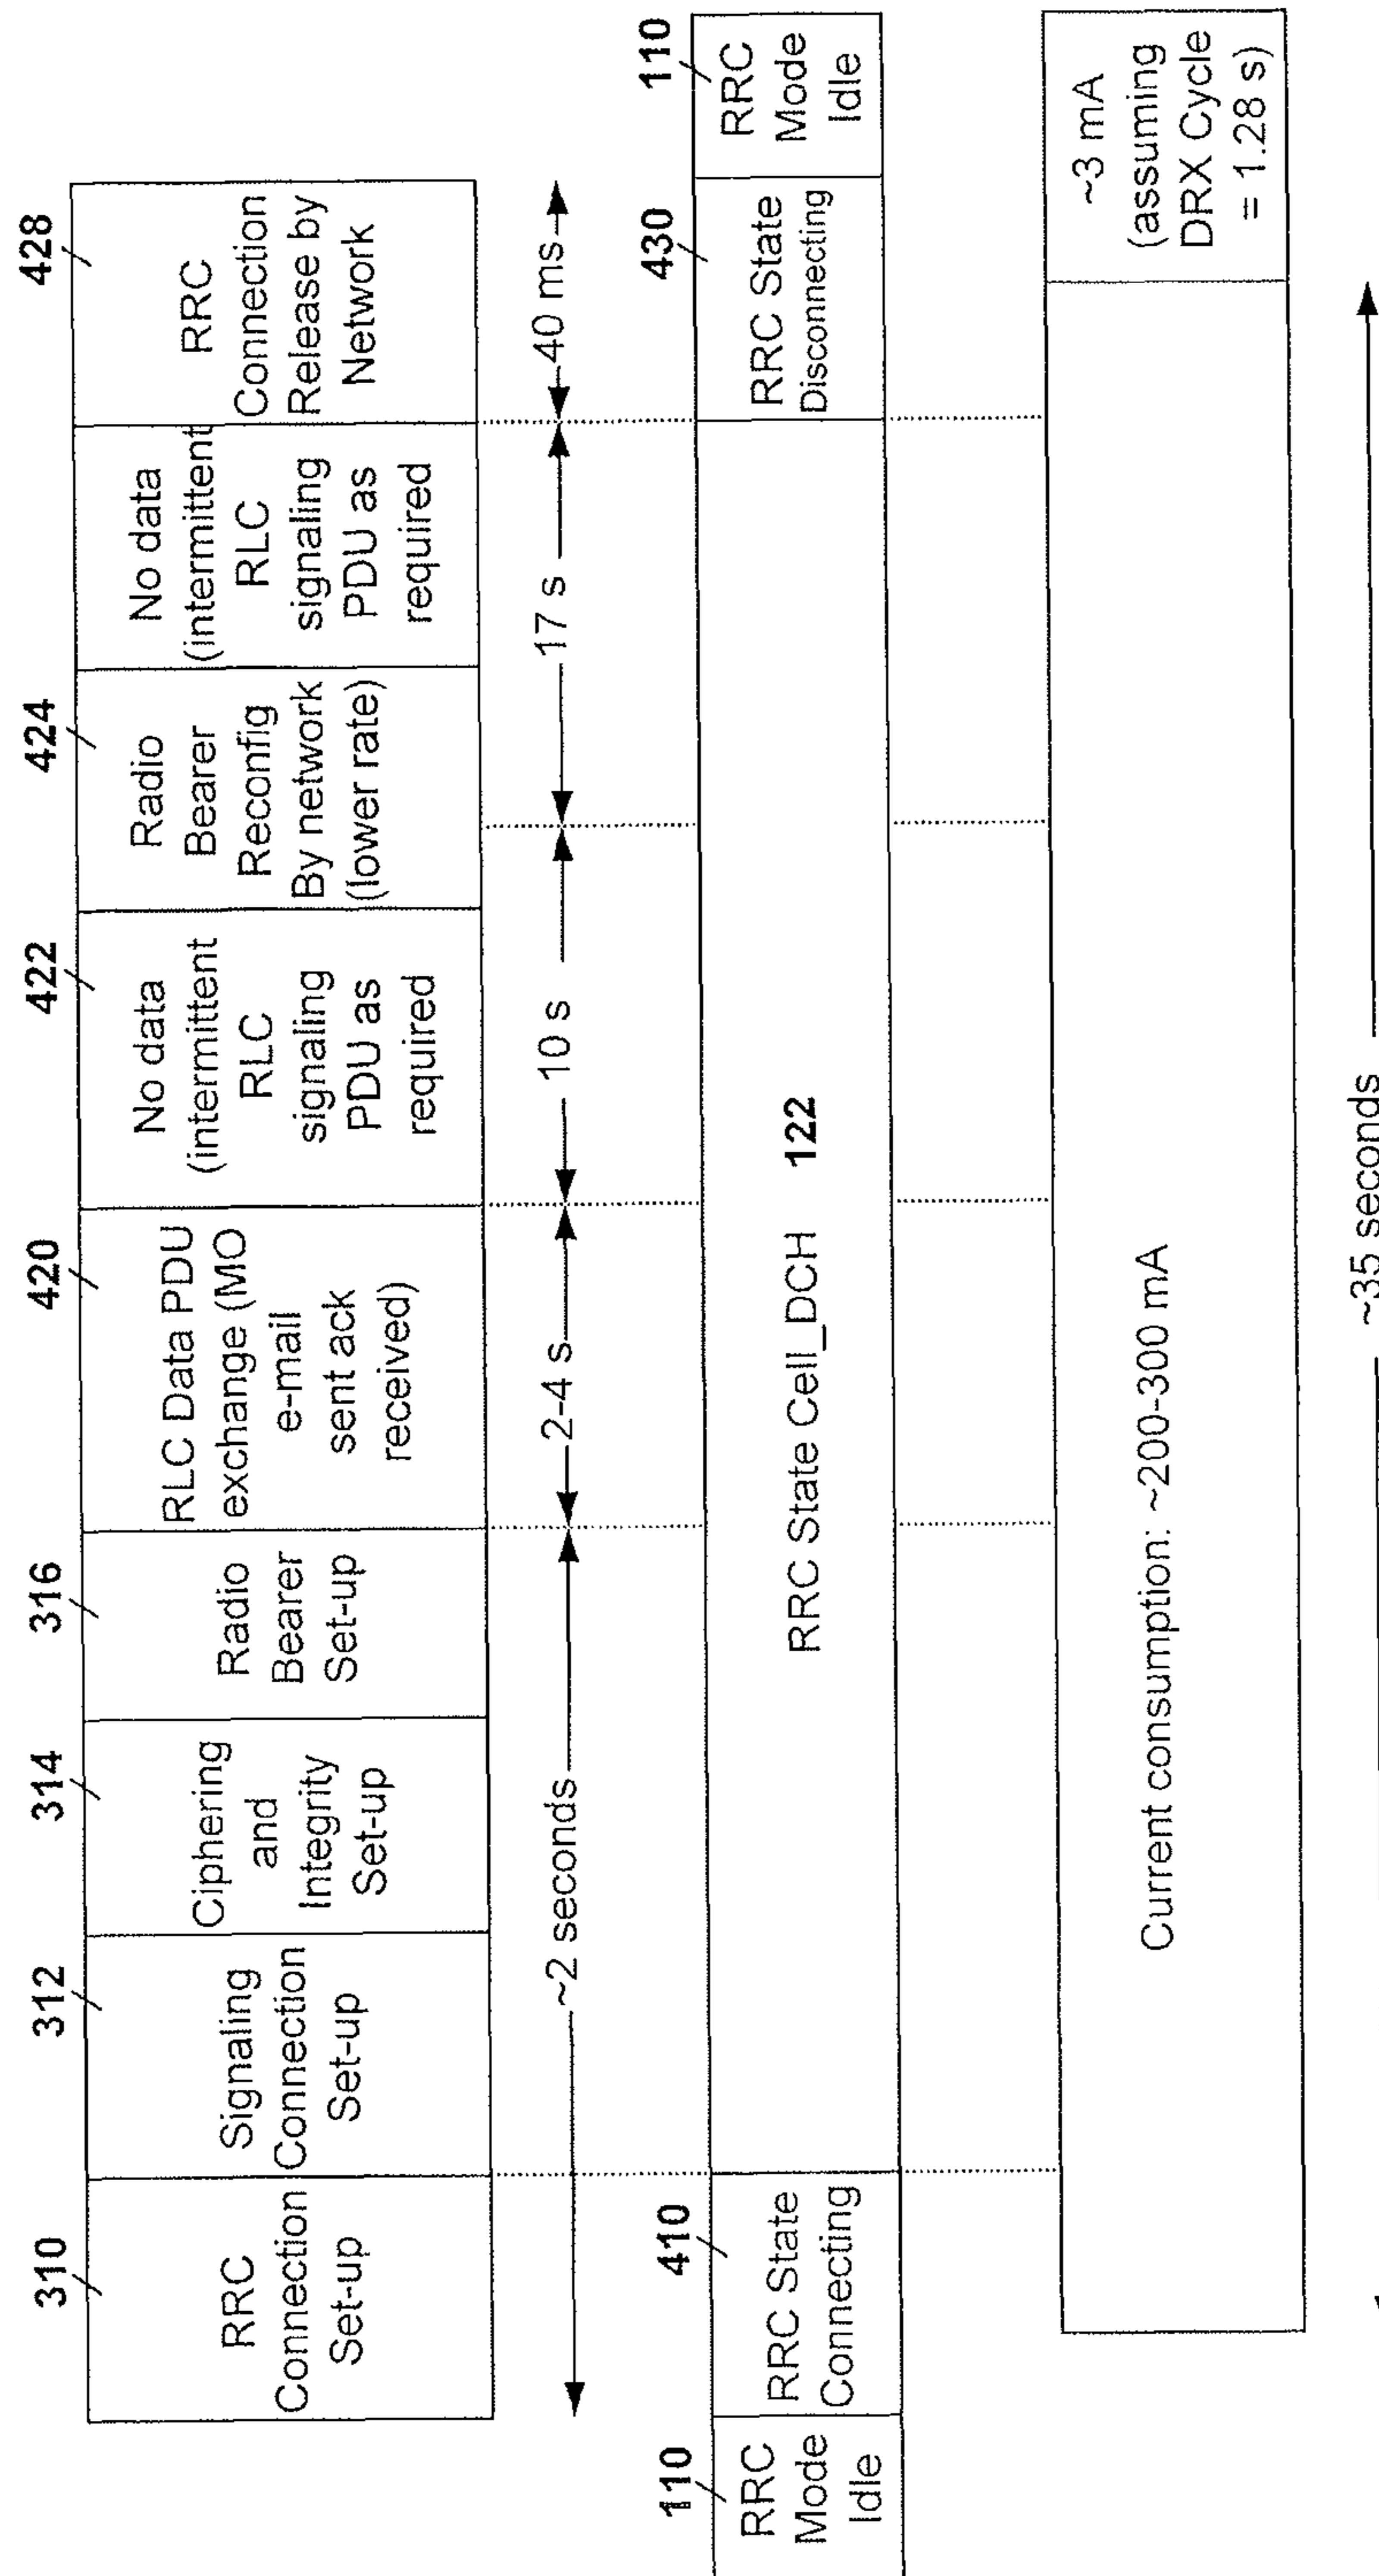 310
312
314
316
420
422
424
428
RRC
Connection
Set-up
Signaling
Connection
Set-up
Ciphering
and
Integrity
Set-up
Radio
Bearer
Set-up
RLC Data PDU
exchange (MO
e-mail
sent ack
received)
No data
(intermittent
RLC
signaling
PDU as
required
Radio
Bearer
Reconfig
By network
(lower rate)
No data
(intermittent
RLC
signaling
PDU as
required
RRC
Connection
Release by
Network
~2 seconds
2-4 s
10 s
17 s
40 ms
110
410
430
110
RRC
Mode
Idle
RRC State
Connecting
RRC State Cell_DCH 122
RRC State
Disconnecting
RRC
Mode
Idle
Current consumption: ~200-300 mA
~3 mA
(assuming
DRX Cycle
= 1.28 s)
~35 seconds